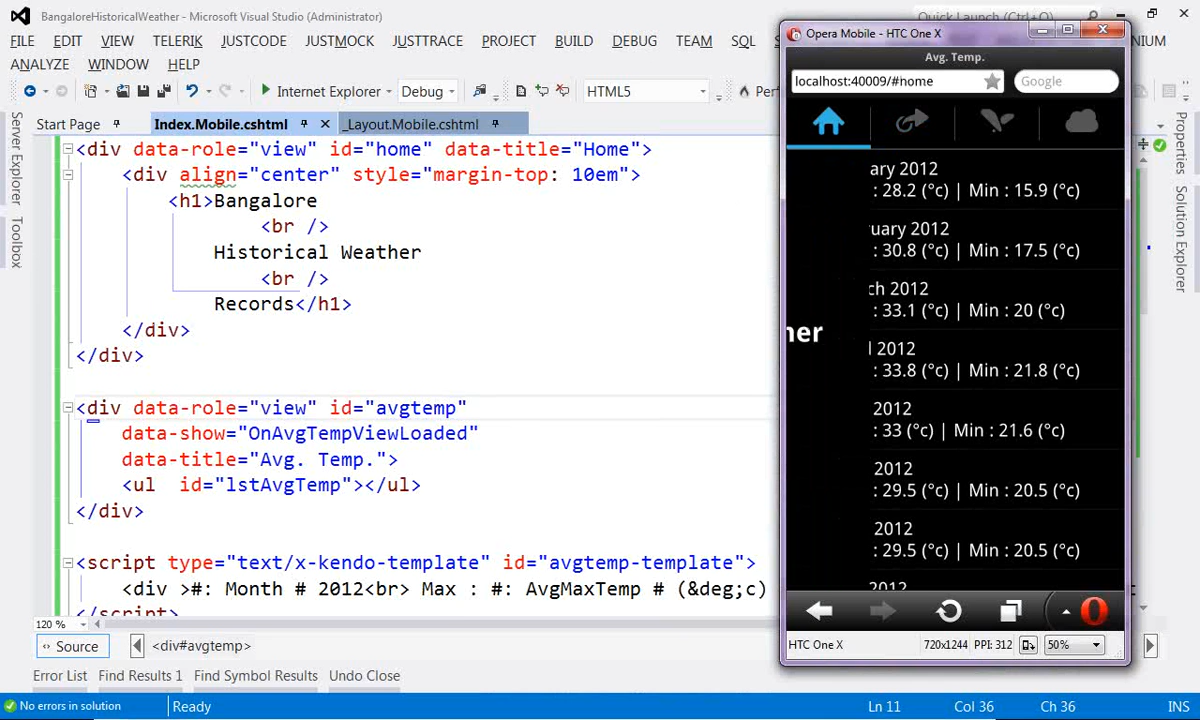 BangaloreHistoricalWeather - Microsoft Visual Studio (Administrator)
Quick Launch (Ctrl+Q)
FILE EDIT VIEW TELERIK JUSTCODE JUSTMOCK JUSTTRACE PROJECT BUILD DEBUG TEAM SQL
ANALYZE WINDOW HELP
Internet Explorer
Debug
HTML5
Start Page
Index.Mobile.cshtml
_Layout.Mobile.cshtml
Server Explorer
Toolbox
Properties
Solution Explorer
<div data-role="view" id="home" data-title="Home">
<div align="center" style="margin-top: 10em">
<h1>Bangalore
<br />
Historical Weather
<br />
Records</h1>
</div>
</div>
<div data-role="view" id="avgtemp"
data-show="OnAvgTempViewLoaded"
data-title="Avg. Temp.">
<ul id="lstAvgTemp"></ul>
</div>
<script type="text/x-kendo-template" id="avgtemp-template">
<div >#: Month # 2012<br> Max : #: AvgMaxTemp # (&deg;c)
</script>
120 %
Source
<div#avgtemp>
Error List Find Results 1 Find Symbol Results Undo Close
No errors in solution
Ready
Ln 11 Col 36 Ch 36 INS
Opera Mobile - HTC One X
Avg. Temp.
localhost:40009/#home
Google
ary 2012
: 28.2 (°c) | Min : 15.9 (°c)
ruary 2012
: 30.8 (°c) | Min : 17.5 (°c)
ch 2012
: 33.1 (°c) | Min : 20 (°c)
2012
: 33.8 (°c) | Min : 21.8 (°c)
2012
: 33 (°c) | Min : 21.6 (°c)
2012
: 29.5 (°c) | Min : 20.5 (°c)
2012
: 29.5 (°c) | Min : 20.5 (°c)
2012
her
HTC One X
720x1244 PPI: 312
50%